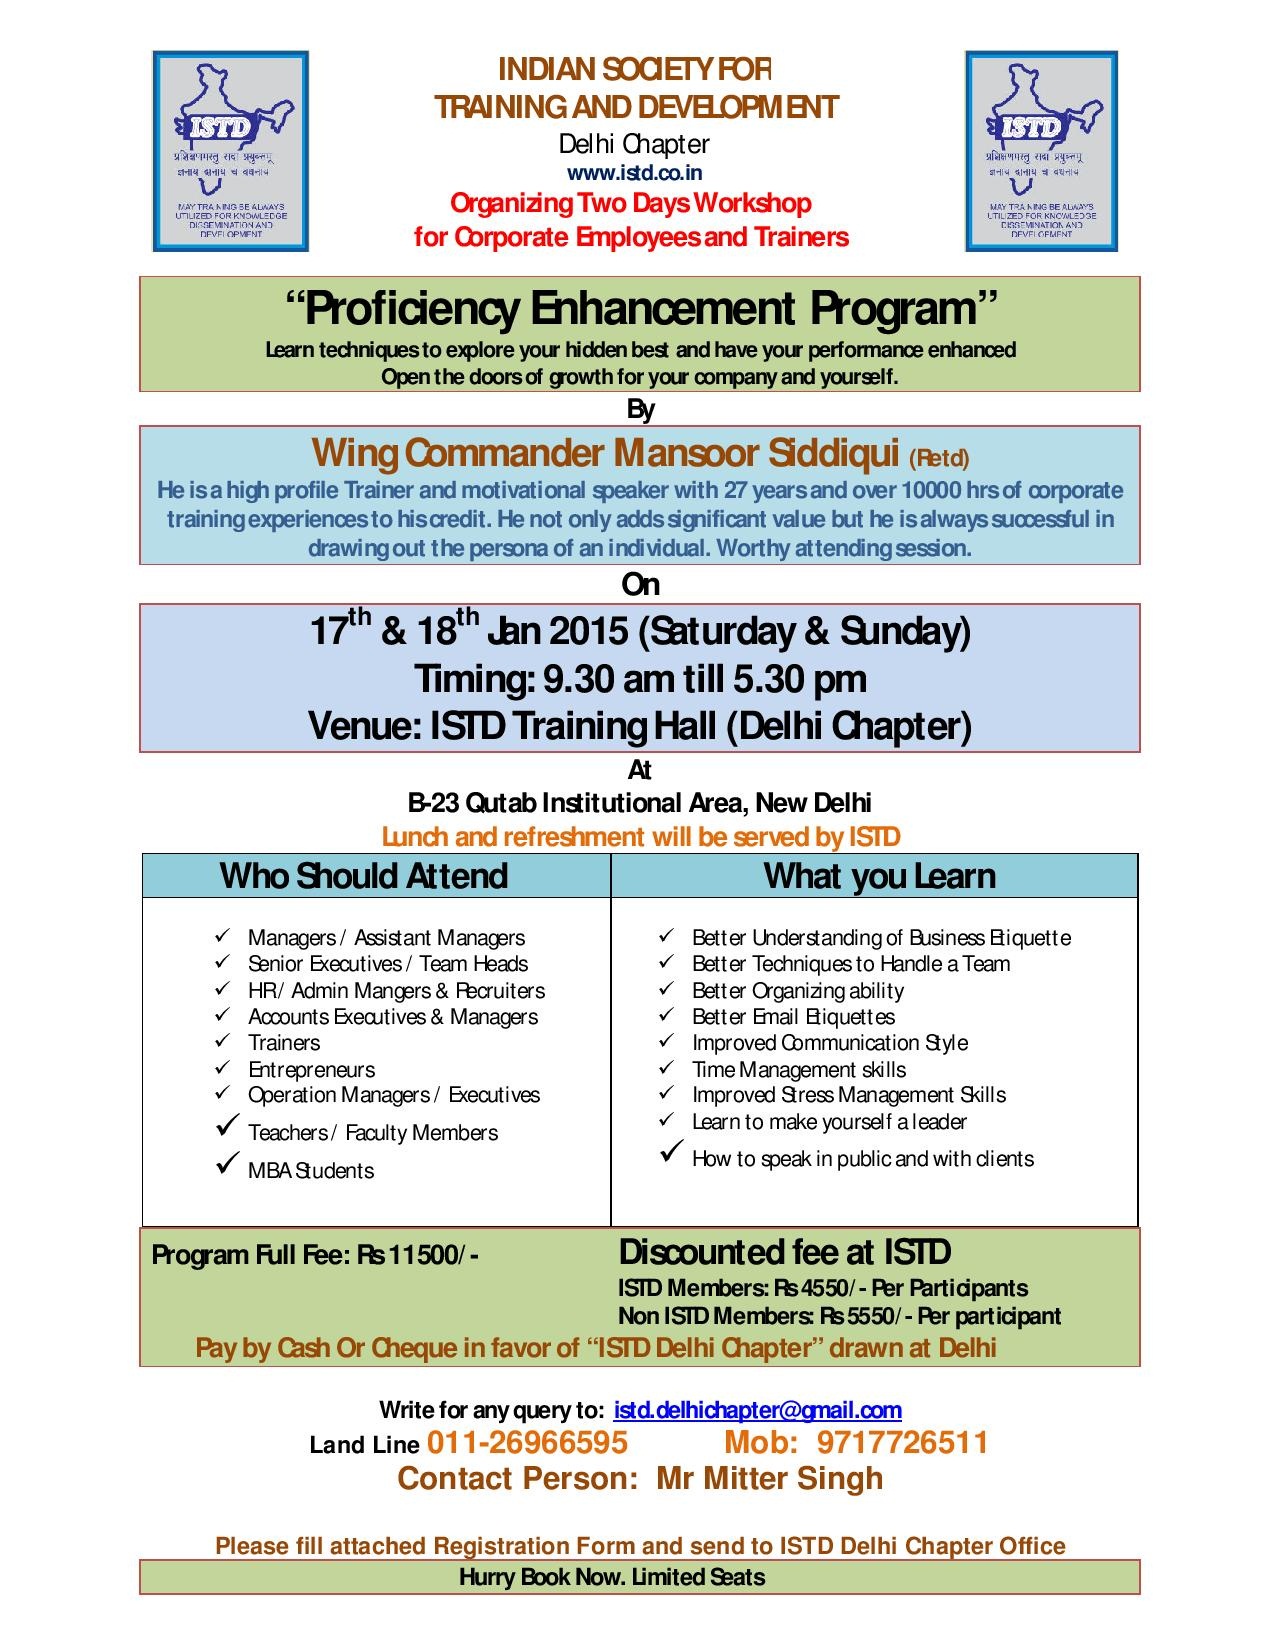 INDIAN SOCIETY FOR
TRAINING AND DEVELOPMENT
Delhi Chapter
www.istd.co.in
Organizing Two Days Workshop
for Corporate Employees and Trainers
ISTD
MAY TRAINING BE ALWAYS
UTILIZED FOR KNOWLEDGE
DISSEMINATION AND
DEVELOPMENT
ISTD
MAY TRAINING BE ALWAYS
UTILIZED FOR KNOWLEDGE
DISSEMINATION AND
DEVELOPMENT
“Proficiency Enhancement Program”
Learn techniques to explore your hidden best and have your performance enhanced
Open the doors of growth for your company and yourself.
By
Wing Commander Mansoor Siddiqui (Retd)
He is a high profile Trainer and motivational speaker with 27 years and over 10000 hrs of corporate
training experiences to his credit. He not only adds significant value but he is always successful in
drawing out the persona of an individual. Worthy attending session.
On
17th & 18th Jan 2015 (Saturday & Sunday)
Timing: 9.30 am till 5.30 pm
Venue: ISTD Training Hall (Delhi Chapter)
At
B-23 Qutab Institutional Area, New Delhi
Lunch and refreshment will be served by ISTD
Who Should Attend
✓ Managers / Assistant Managers
✓ Senior Executives / Team Heads
✓ HR / Admin Mangers & Recruiters
✓ Accounts Executives & Managers
✓ Trainers
✓ Entrepreneurs
✓ Operation Managers / Executives
✓ Teachers / Faculty Members
✓ MBA Students
What you Learn
✓ Better Understanding of Business Etiquette
✓ Better Techniques to Handle a Team
✓ Better Organizing ability
✓ Better Email Etiquettes
✓ Improved Communication Style
✓ Time Management skills
✓ Improved Stress Management Skills
✓ Learn to make yourself a leader
✓ How to speak in public and with clients
Program Full Fee: Rs 11500/-
Discounted fee at ISTD
ISTD Members: Rs 4550/- Per Participants
Non ISTD Members: Rs 5550/- Per participant
Pay by Cash Or Cheque in favor of “ISTD Delhi Chapter” drawn at Delhi
Write for any query to: istd.delhichapter@gmail.com
Land Line 011-26966595 Mob: 9717726511
Contact Person: Mr Mitter Singh
Please fill attached Registration Form and send to ISTD Delhi Chapter Office
Hurry Book Now. Limited Seats